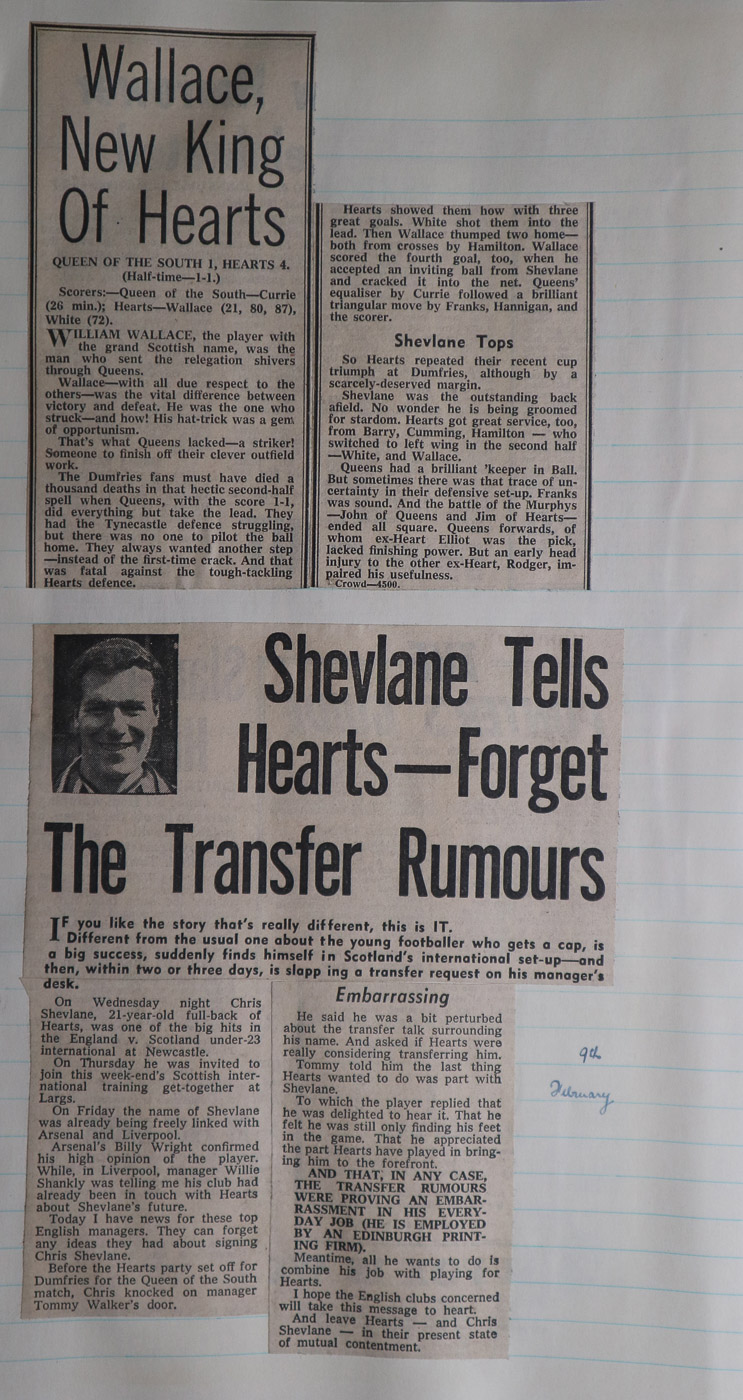 Wallace,
New King
Of Hearts
QUEEN OF THE SOUTH 1, HEARTS 4.
(Half-time—1-1.)
Scorers:—Queen of the South—Currie
(26 min.); Hearts—Wallace (21, 80, 87),
White (72).
WILLIAM WALLACE, the player with
the grand Scottish name, was the
man who sent the relegation shivers
through Queens.
Wallace—with all due respect to the
others—was the vital difference between
victory and defeat. He was the one who
struck—and how! His hat-trick was a gem
of opportunism.
That's what Queens lacked—a striker!
Someone to finish off their clever outfield
work.
The Dumfries fans must have died a
thousand deaths in that hectic second-half
spell when Queens, with the score 1-1,
did everything but take the lead. They
had the Tynecastle defence struggling,
but there was no one to pilot the ball
home. They always wanted another step
—instead of the first-time crack. And that
was fatal against the tough-tackling
Hearts defence.
Hearts showed them how with three
great goals. White shot them into the
lead. Then Wallace thumped two home—
both from crosses by Hamilton. Wallace
scored the fourth goal, too, when he
accepted an inviting ball from Shevlane
and cracked it into the net. Queens'
equaliser by Currie followed a brilliant
triangular move by Franks, Hannigan, and
the scorer.
Shevlane Tops
So Hearts repeated their recent cup
triumph at Dumfries, although by a
scarcely-deserved margin.
Shevlane was the outstanding back
afield. No wonder he is being groomed
for stardom. Hearts got great service, too,
from Barry, Cumming, Hamilton — who
switched to left wing in the second half
—White, and Wallace.
Queens had a brilliant 'keeper in Ball.
But sometimes there was that trace of un-
certainty in their defensive set-up. Franks
was sound. And the battle of the Murphys
—John of Queens and Jim of Hearts—
ended all square. Queens forwards, of
whom ex-Heart Elliot was the pick,
lacked finishing power. But an early head
injury to the other ex-Heart, Rodger, im-
paired his usefulness.
Crowd—4500.
Shevlane Tells
Hearts—Forget
The Transfer Rumours
IF you like the story that's really different, this is IT.
Different from the usual one about the young footballer who gets a cap, is
a big success, suddenly finds himself in Scotland's international set-up—and
then, within two or three days, is slapp ing a transfer request on his manager's
desk.
On Wednesday night Chris
Shevlane, 21-year-old full-back of
Hearts, was one of the big hits in
the England v. Scotland under-23
international at Newcastle.
On Thursday he was invited to
join this week-end's Scottish inter-
national training get-together at
Largs.
On Friday the name of Shevlane
was already being freely linked with
Arsenal and Liverpool.
Arsenal's Billy Wright confirmed
his high opinion of the player.
While, in Liverpool, manager Willie
Shankly was telling me his club had
already been in touch with Hearts
about Shevlane's future.
Today I have news for these top
English managers. They can forget
any ideas they had about signing
Chris Shevlane.
Before the Hearts party set off for
Dumfries for the Queen of the South
match, Chris knocked on manager
Tommy Walker's door.
Embarrassing
He said he was a bit perturbed
about the transfer talk surrounding
his name. And asked if Hearts were
really considering transferring him.
Tommy told him the last thing
Hearts wanted to do was part with
Shevlane.
To which the player replied that
he was delighted to hear it. That he
felt he was still only finding his feet
in the game. That he appreciated
the part Hearts have played in bring-
ing him to the forefront.
AND THAT, IN ANY CASE,
THE TRANSFER RUMOURS
WERE PROVING AN EMBAR-
RASSMENT IN HIS EVERY-
DAY JOB (HE IS EMPLOYED
BY AN EDINBURGH PRINT-
ING FIRM).
Meantime, all he wants to do is
combine his job with playing for
Hearts.
I hope the English clubs concerned
will take this message to heart.
And leave Hearts — and Chris
Shevlane — in their present state
of mutual contentment.
9th
February